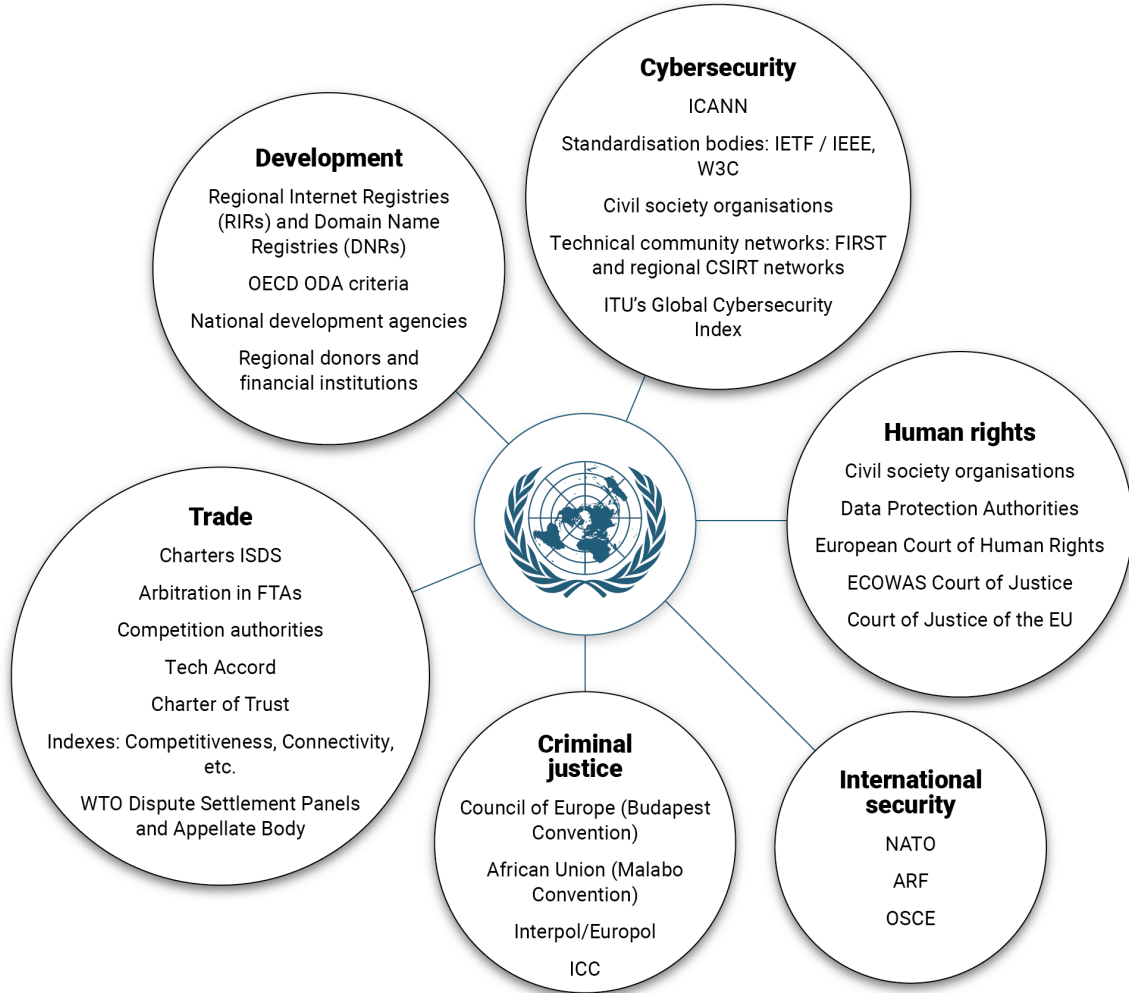 Cybersecurity
ICANN
Standardisation bodies: IETF / IEEE,
W3C
Civil society organisations
Technical community networks: FIRST
and regional CSIRT networks
ITU’s Global Cybersecurity
Index
Development
Regional Internet Registries
(RIRs) and Domain Name
Registries (DNRs)
OECD ODA criteria
National development agencies
Regional donors and
financial institutions
Human rights
Civil society organisations
Data Protection Authorities
European Court of Human Rights
ECOWAS Court of Justice
Court of Justice of the EU
Trade
Charters ISDS
Arbitration in FTAs
Competition authorities
Tech Accord
Charter of Trust
Indexes: Competitiveness, Connectivity,
etc.
WTO Dispute Settlement Panels
and Appellate Body
Criminal
justice
Council of Europe (Budapest
Convention)
African Union (Malabo
Convention)
Interpol/Europol
ICC
International
security
NATO
ARF
OSCE